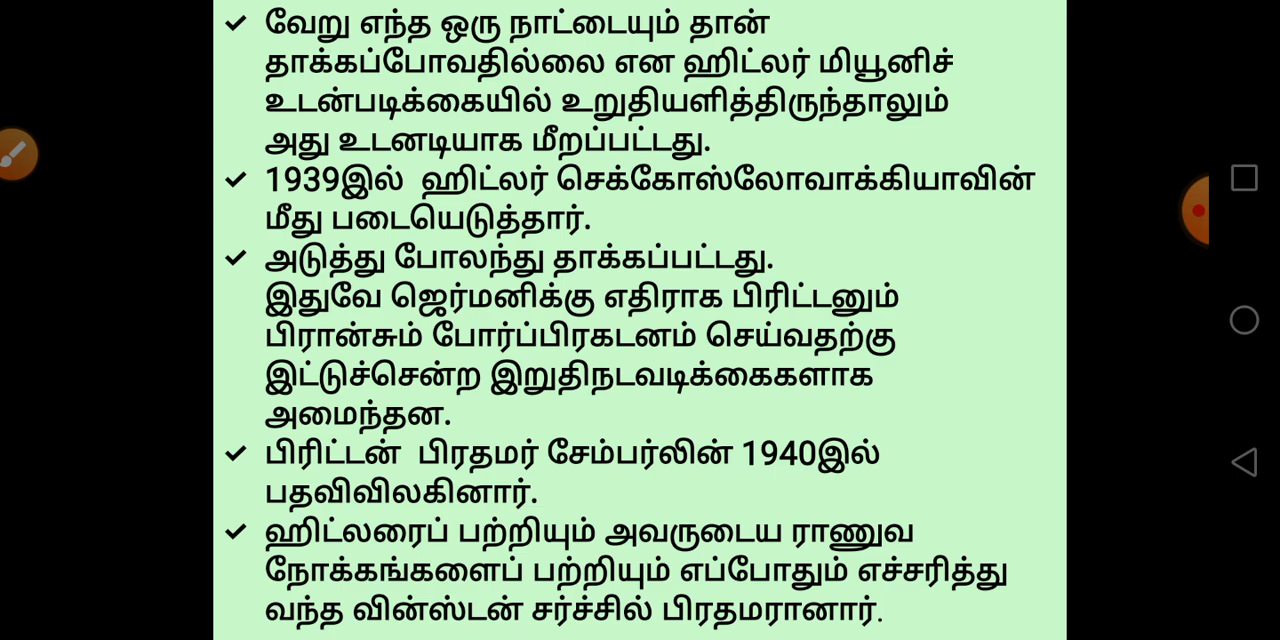 ✓ வேறு எந்த ஒரு நாட்டையும் தான்
தாக்கப்போவதில்லை என ஹிட்லர் மியூனிச்
உடன்படிக்கையில் உறுதியளித்திருந்தாலும்
அது உடனடியாக மீறப்பட்டது.
✓ 1939இல் ஹிட்லர் செக்கோஸ்லோவாக்கியாவின்
மீது படையெடுத்தார்.
✓ அடுத்து போலந்து தாக்கப்பட்டது.
இதுவே ஜெர்மனிக்கு எதிராக பிரிட்டனும்
பிரான்சும் போர்ப்பிரகடனம் செய்வதற்கு
இட்டுச்சென்ற இறுதிநடவடிக்கைகளாக
அமைந்தன.
✓ பிரிட்டன் பிரதமர் சேம்பர்லின் 1940இல்
பதவிவிலகினார்.
✓ ஹிட்லரைப் பற்றியும் அவருடைய ராணுவ
நோக்கங்களைப் பற்றியும் எப்போதும் எச்சரித்து
வந்த வின்ஸ்டன் சர்ச்சில் பிரதமரானார்.